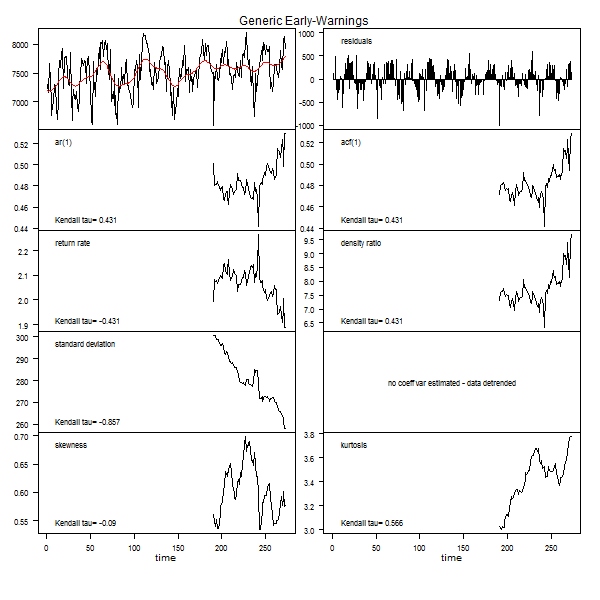 Generic Early-Warnings
8000
7500
7000
residuals
1000
500
0
-500
-1000
ar(1)
0.52
0.50
0.48
0.46
0.44
Kendall tau= 0.431
acf(1)
0.52
0.50
0.48
0.46
0.44
Kendall tau= 0.431
return rate
2.2
2.1
2.0
1.9
Kendall tau= -0.431
density ratio
9.5
9.0
8.5
8.0
7.5
7.0
6.5
Kendall tau= 0.431
standard deviation
300
290
280
270
260
Kendall tau= -0.857
no coeff var estimated - data detrended
skewness
0.70
0.65
0.60
0.55
Kendall tau= -0.09
0 50 100 150 200 250
time
kurtosis
3.8
3.6
3.4
3.2
3.0
Kendall tau= 0.566
0 50 100 150 200 250
time